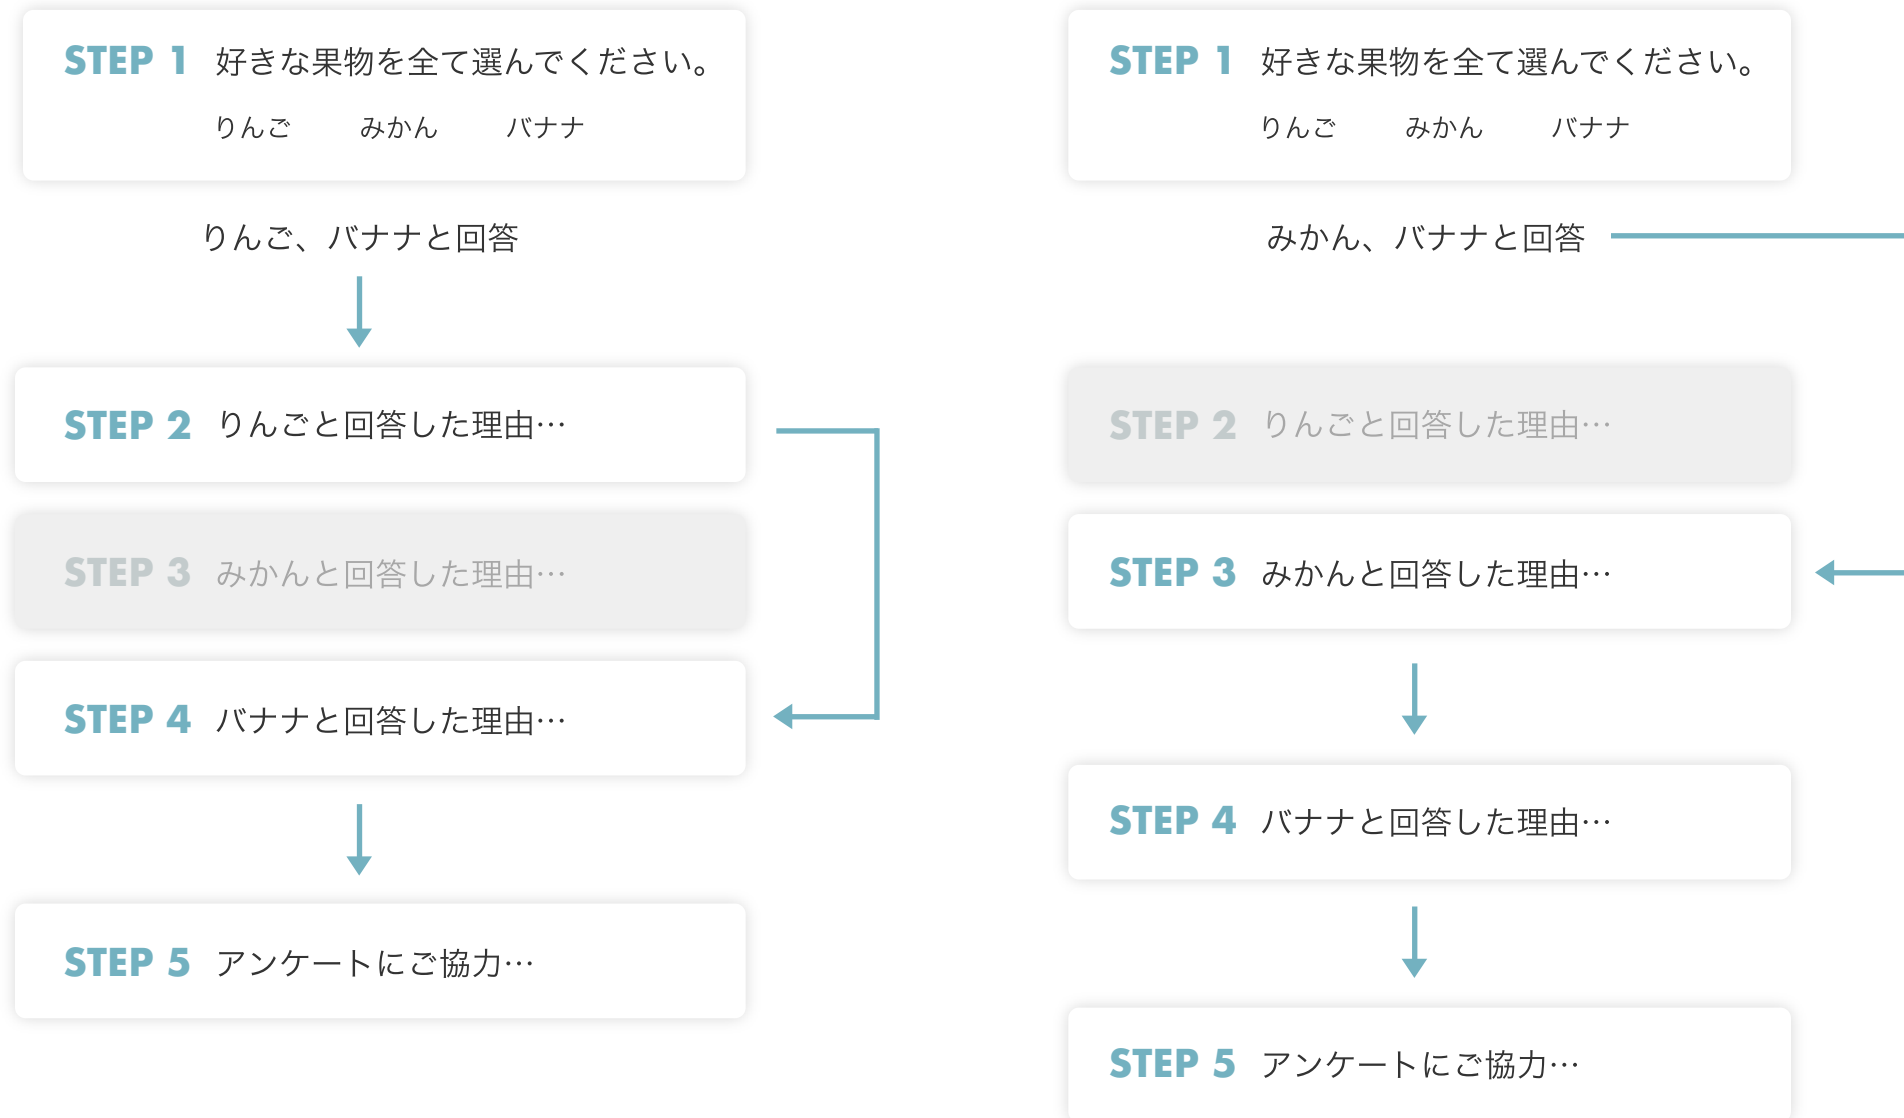 STEP 1 好きな果物を全て選んでください。
りんご みかん バナナ
りんご、バナナと回答
STEP 2 りんごと回答した理由…
STEP 3 みかんと回答した理由…
STEP 4 バナナと回答した理由…
STEP 5 アンケートにご協力…
STEP 1 好きな果物を全て選んでください。
りんご みかん バナナ
みかん、バナナと回答
STEP 2 りんごと回答した理由…
STEP 3 みかんと回答した理由…
STEP 4 バナナと回答した理由…
STEP 5 アンケートにご協力…